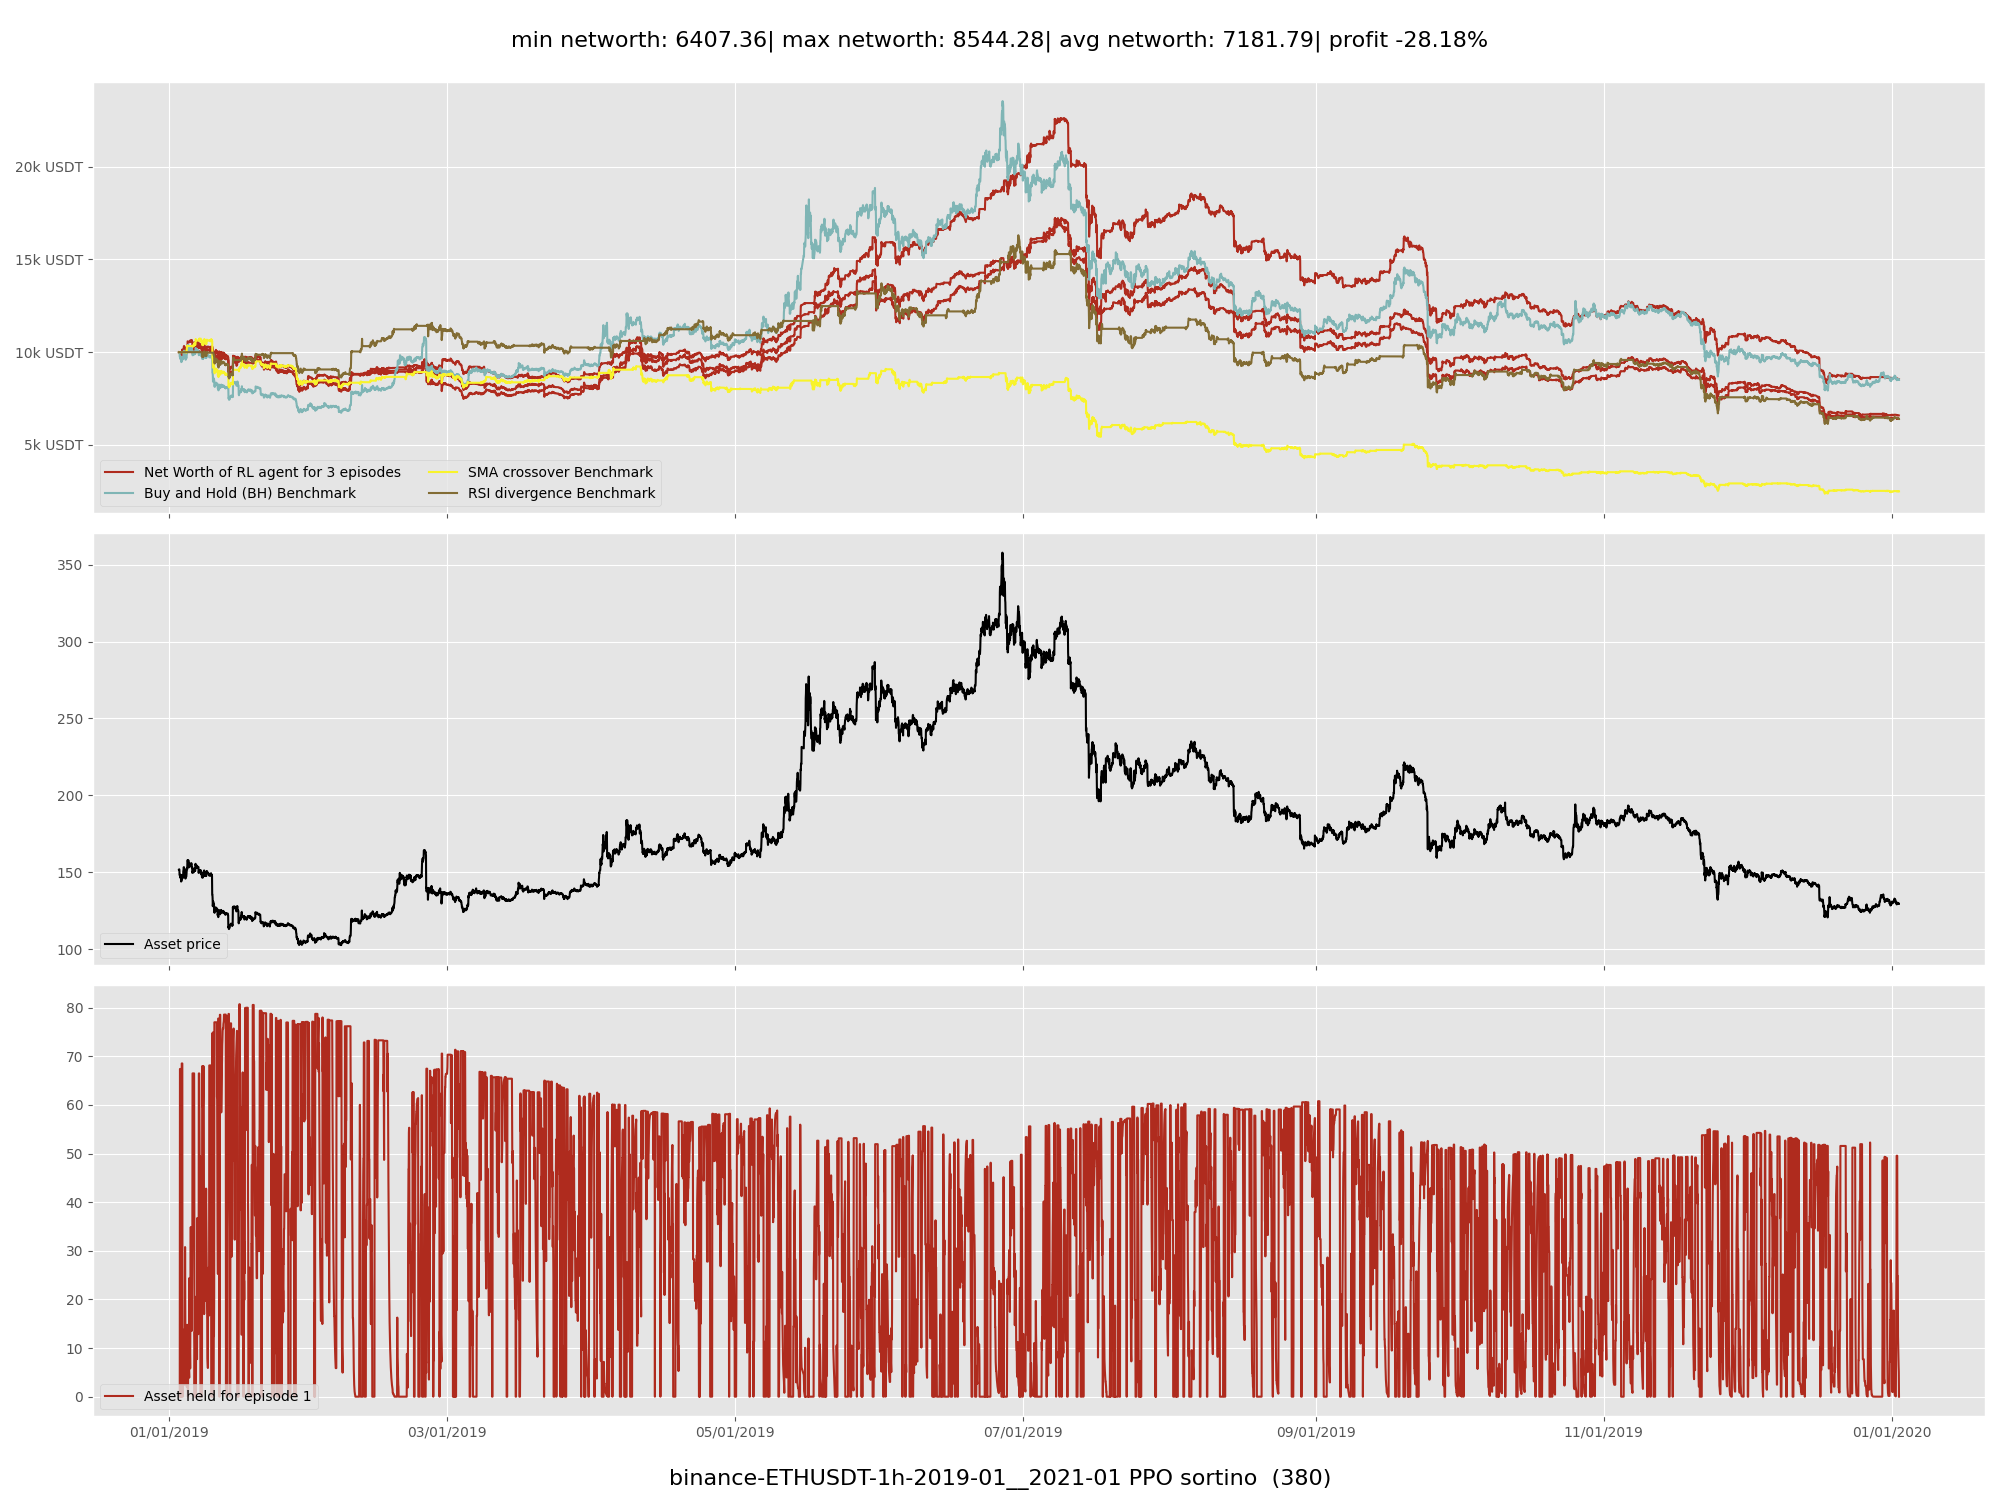 min networth: 6407.36| max networth: 8544.28| avg networth: 7181.79| profit -28.18%
20k USDT
15k USDT
10k USDT
5k USDT
Net Worth of RL agent for 3 episodes
Buy and Hold (BH) Benchmark
SMA crossover Benchmark
RSI divergence Benchmark
350
300
250
200
150
100
Asset price
80
70
60
50
40
30
20
10
0
Asset held for episode 1
01/01/2019 03/01/2019 05/01/2019 07/01/2019 09/01/2019 11/01/2019 01/01/2020
binance-ETHUSDT-1h-2019-01__2021-01 PPO sortino (380)